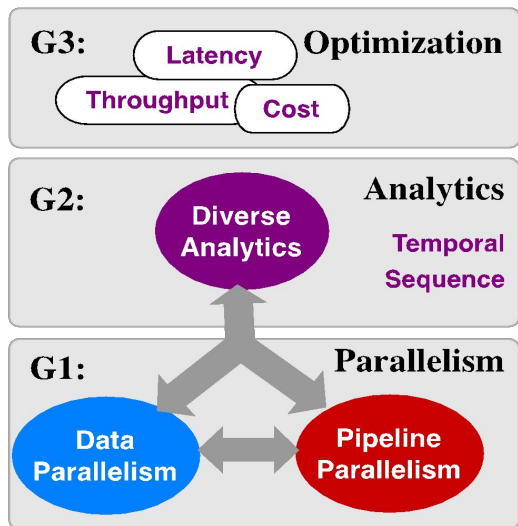 G3:
Optimization
Latency
Throughput
Cost
G2:
Analytics
Diverse
Analytics
Temporal
Sequence
G1:
Parallelism
Data
Parallelism
Pipeline
Parallelism